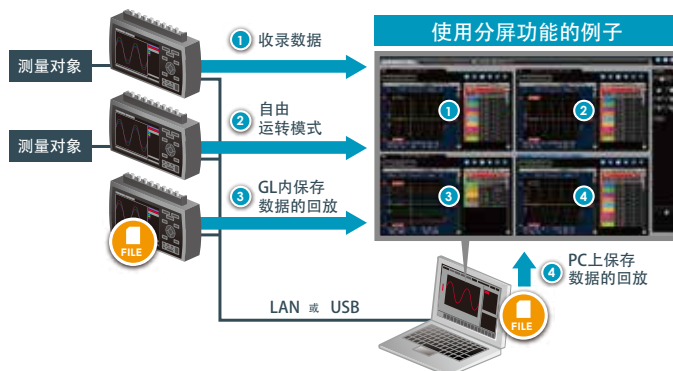 使用分屏功能的例子
① 收录数据
测量对象
② 自由
运转模式
测量对象
③ GL内保存
数据的回放
FILE
①
②
③
④
④ PC上保存
数据的回放
FILE
LAN 或 USB